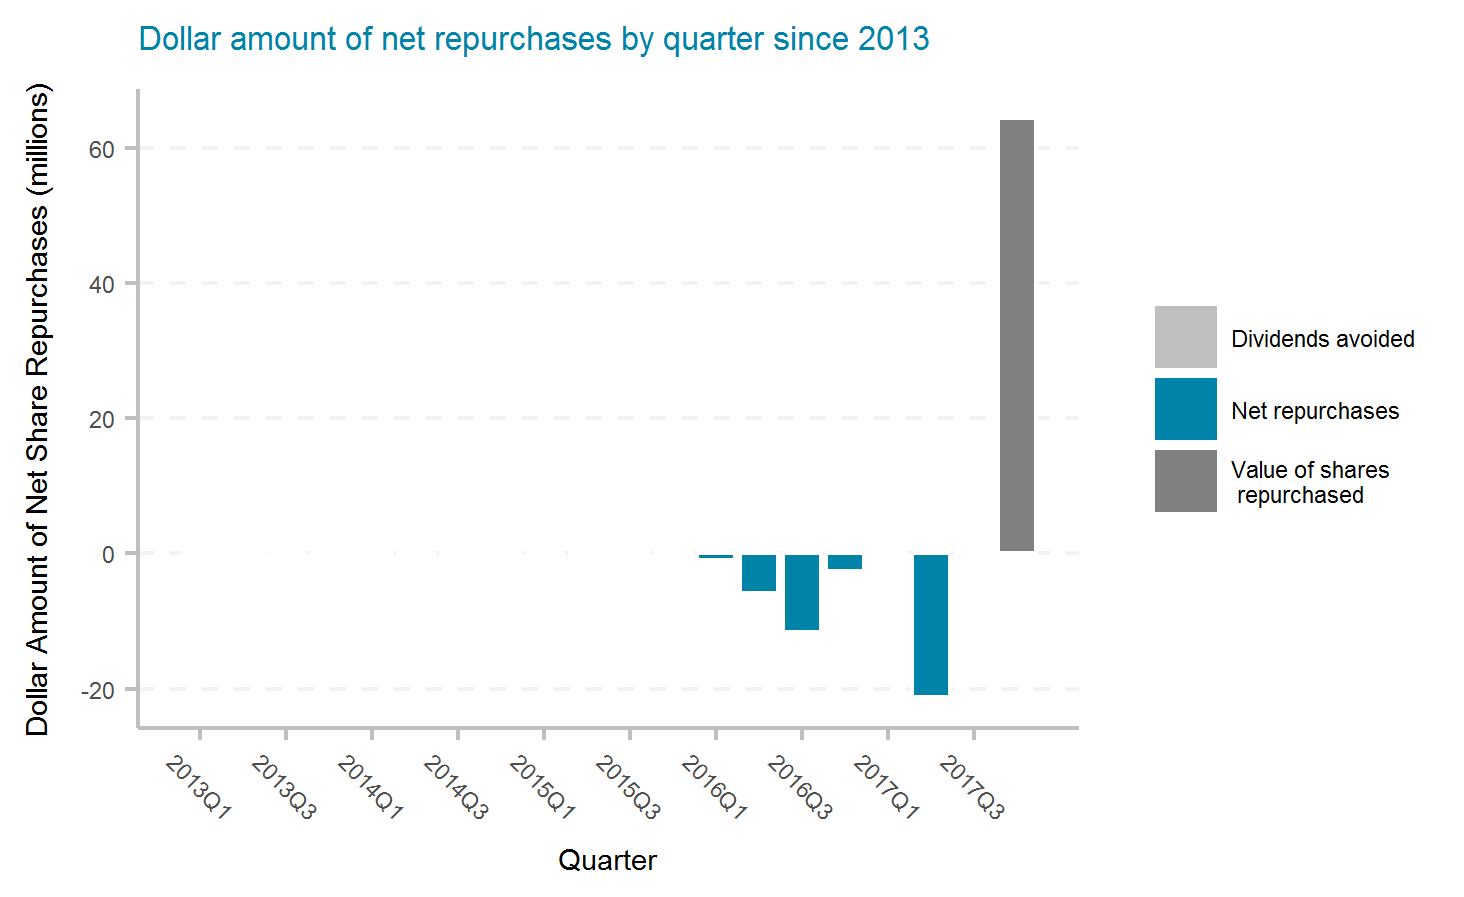 Dollar amount of net repurchases by quarter since 2013
Dollar Amount of Net Share Repurchases (millions)
60
40
20
0
-20
2013Q1
2013Q3
2014Q1
2014Q3
2015Q1
2015Q3
2016Q1
2016Q3
2017Q1
2017Q3
Quarter
Dividends avoided
Net repurchases
Value of shares
repurchased